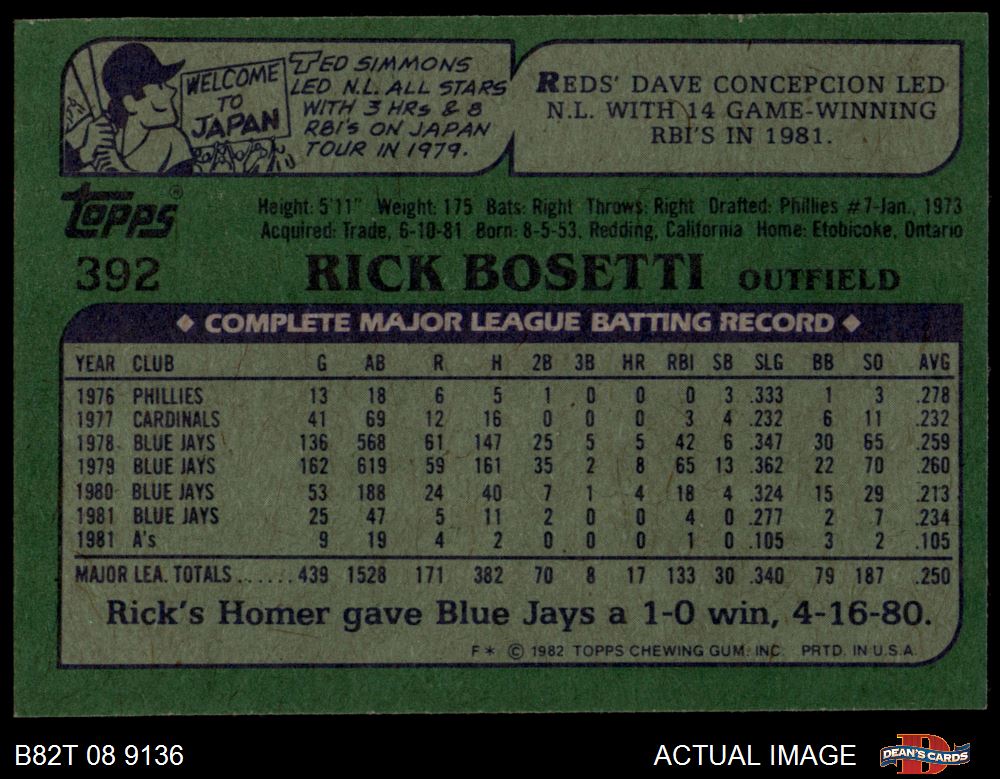 WELCOME
TO
JAPAN
TED SIMMONS
LED N.L. ALL STARS
WITH 3 HRs & 8
RBI's ON JAPAN
TOUR IN 1979.
REDS' DAVE CONCEPCION LED
N.L. WITH 14 GAME-WINNING
RBI'S IN 1981.
topps®
Height: 5'11" Weight: 175 Bats: Right Throws: Right Drafted: Phillies #7-Jan., 1973
Acquired: Trade, 6-10-81 Born: 8-5-53, Redding, California Home: Etobicoke, Ontario
392 RICK BOSETTI OUTFIELD
◆ COMPLETE MAJOR LEAGUE BATTING RECORD ◆
YEAR CLUB G AB R H 2B 3B HR RBI SB SLG BB SO AVG
1976 PHILLIES 13 18 6 5 1 0 0 0 3 .333 1 3 .278
1977 CARDINALS 41 69 12 16 0 0 0 3 4 .232 6 11 .232
1978 BLUE JAYS 136 568 61 147 25 5 5 42 6 .347 30 65 .259
1979 BLUE JAYS 162 619 59 161 35 2 8 65 13 .362 22 70 .260
1980 BLUE JAYS 53 188 24 40 7 1 4 18 4 .324 15 29 .213
1981 BLUE JAYS 25 47 5 11 2 0 0 4 0 .277 2 7 .234
1981 A's 9 19 4 2 0 0 0 1 0 .105 3 2 .105
MAJOR LEA. TOTALS ...... 439 1528 171 382 70 8 17 133 30 .340 79 187 .250
Rick's Homer gave Blue Jays a 1-0 win, 4-16-80.
F* © 1982 TOPPS CHEWING GUM, INC. PRTD. IN U.S.A.
B82T 08 9136 ACTUAL IMAGE DEAN'S CARDS